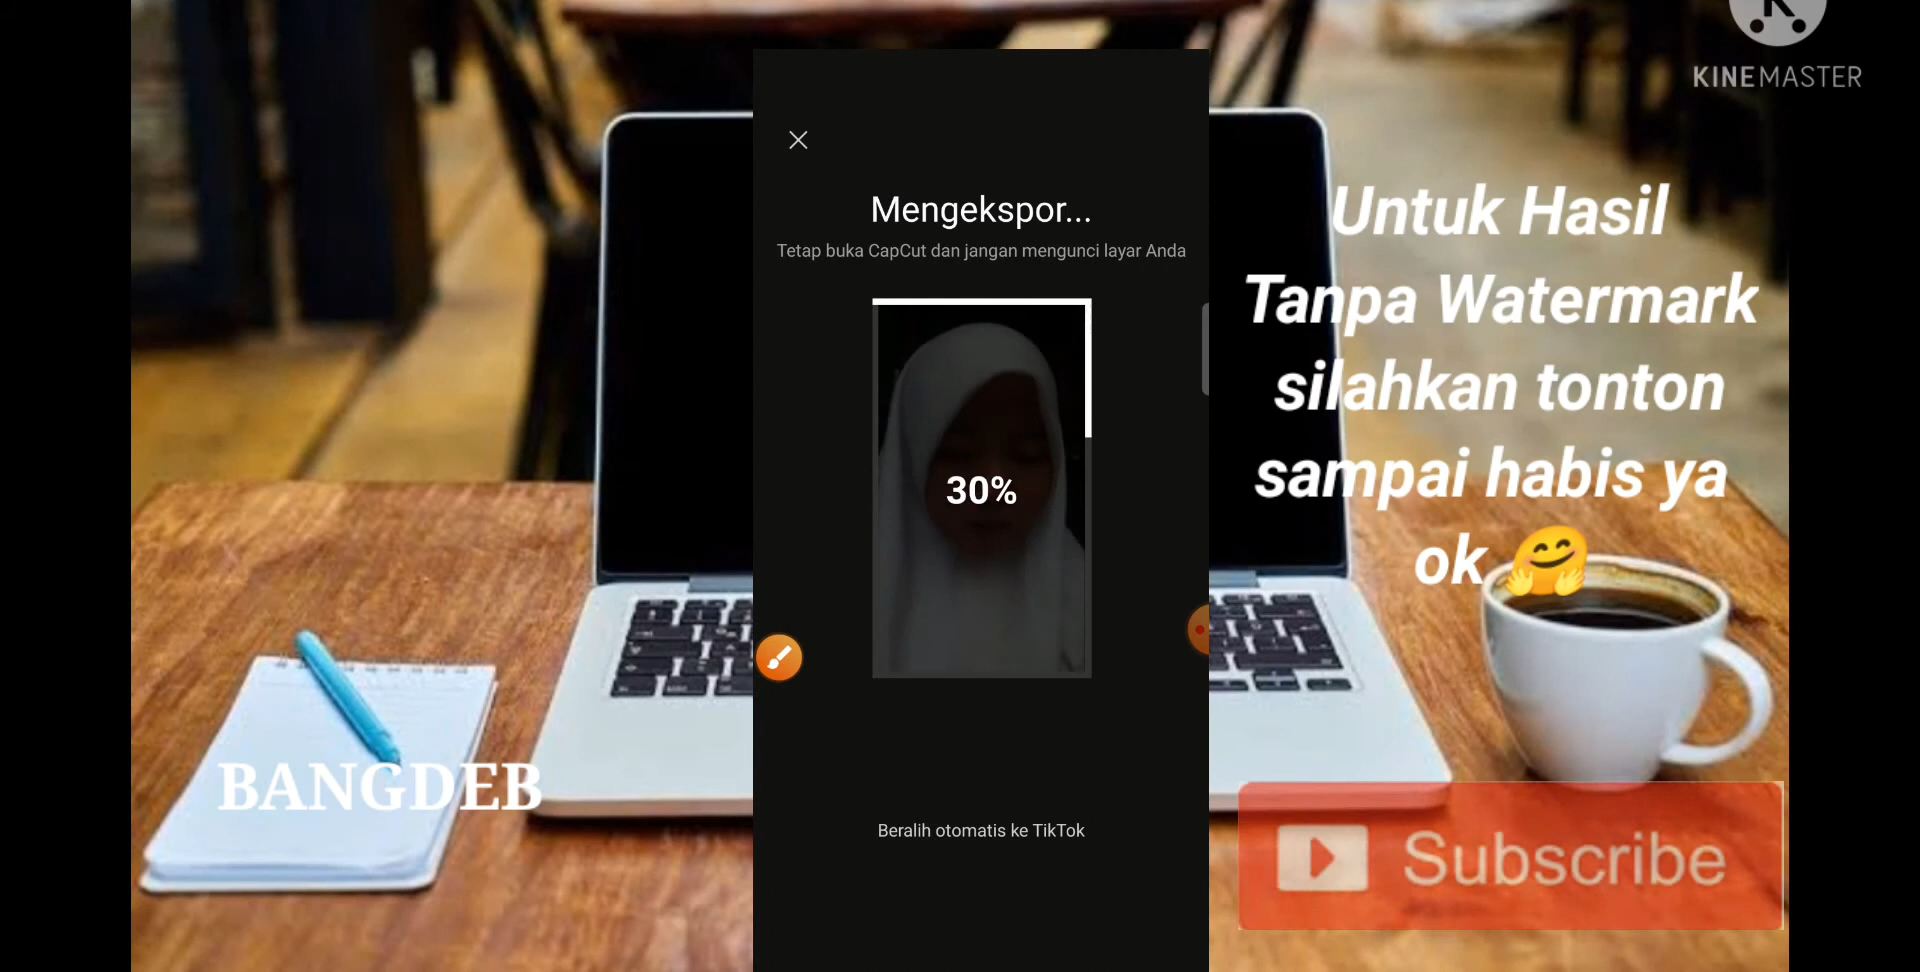 KINEMASTER
Mengekspor...
Tetap buka CapCut dan jangan mengunci layar Anda
30%
Beralih otomatis ke TikTok
Untuk Hasil
Tanpa Watermark
silahkan tonton
sampai habis ya
ok 🤗
BANGDEB
Subscribe